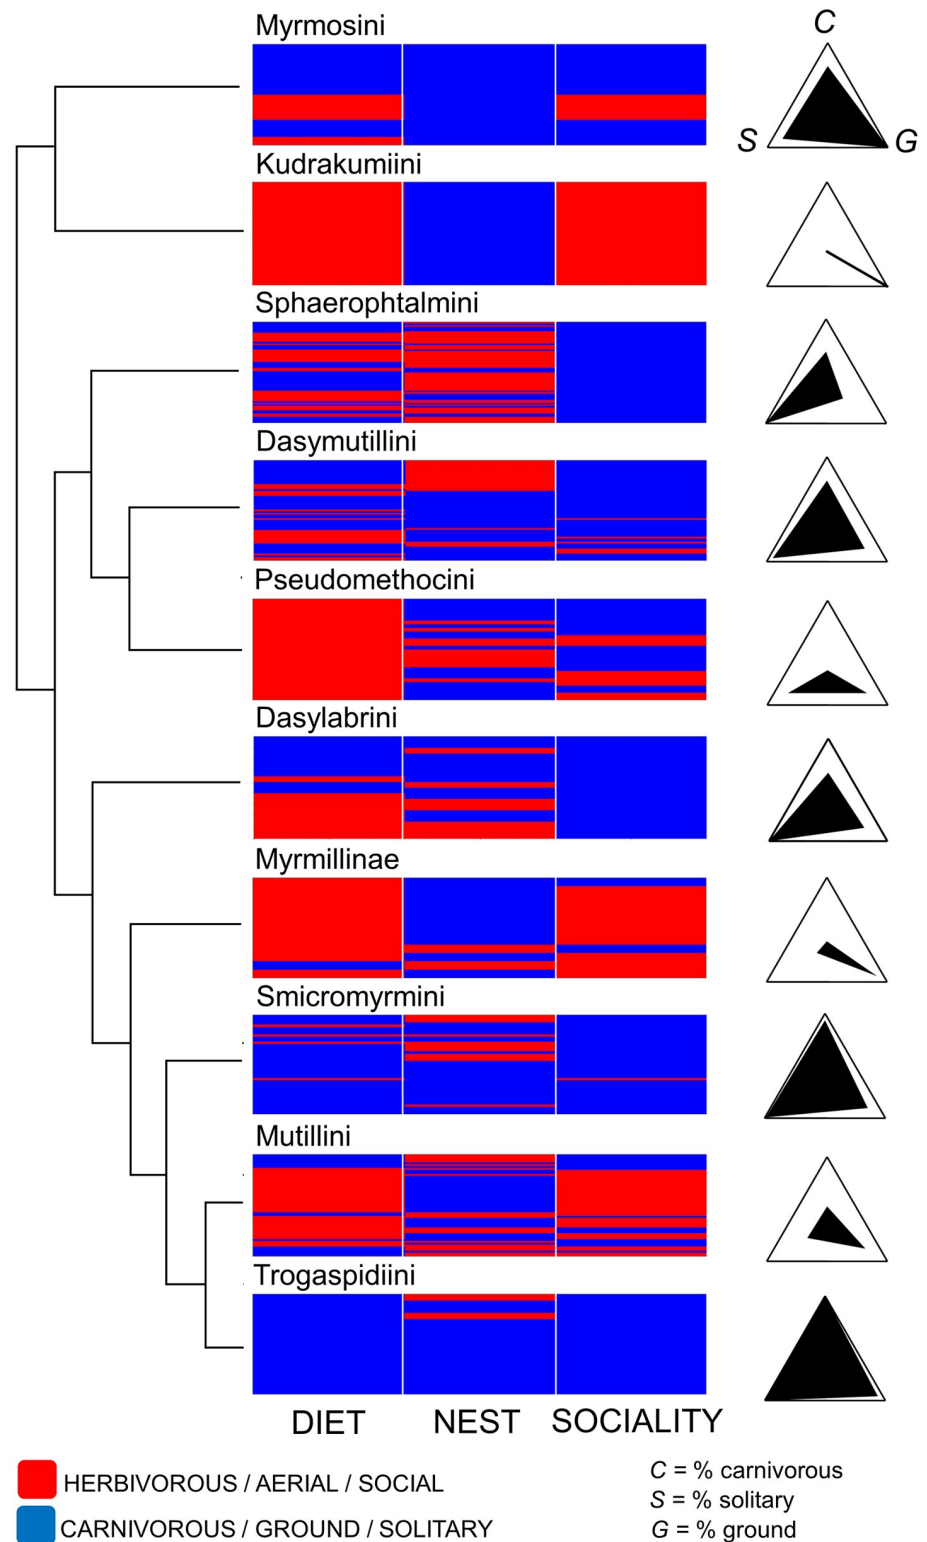 Myrmosini
C
S
G
Kudrakumiini
Sphaerophtalmini
Dasymutillini
Pseudomethocini
Dasylabrini
Myrmillinae
Smicromyrmini
Mutillini
Trogaspidiini
DIET NEST SOCIALITY
HERBIVOROUS / AERIAL / SOCIAL
CARNIVOROUS / GROUND / SOLITARY
C = % carnivorous
S = % solitary
G = % ground